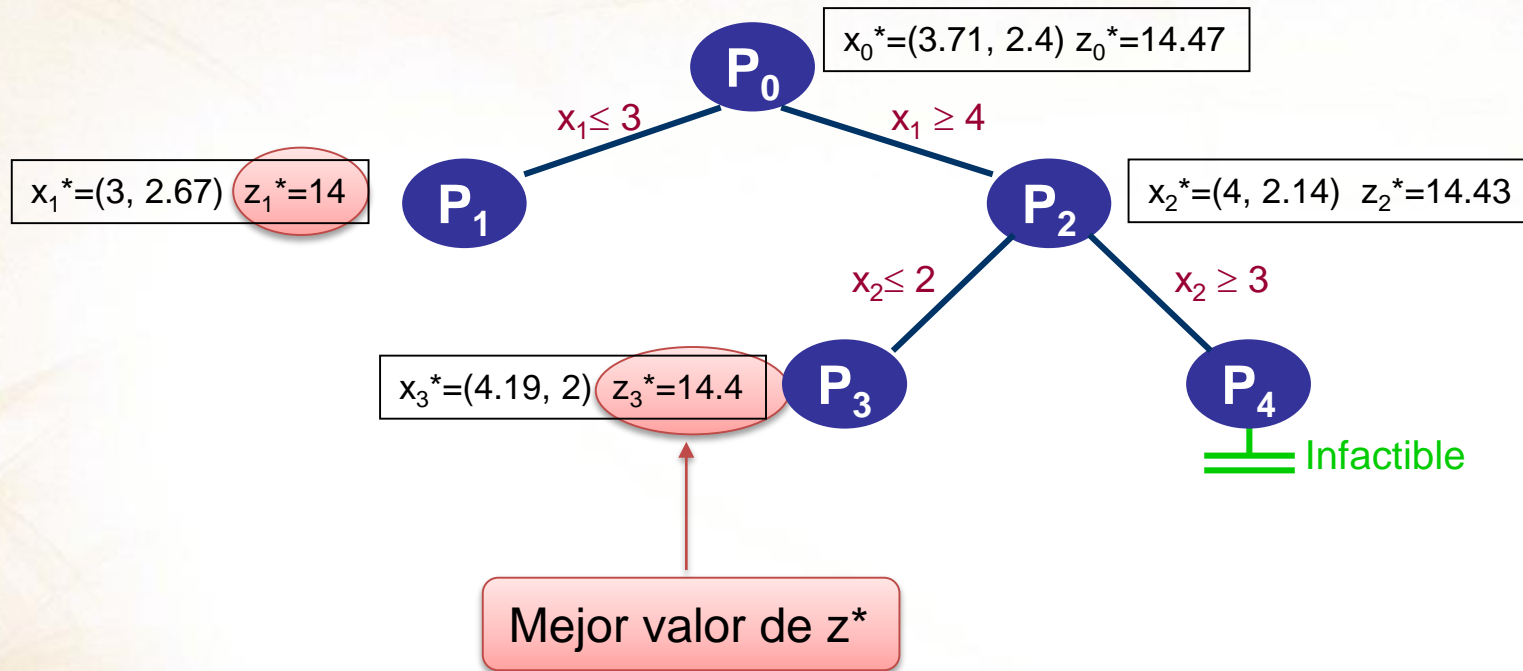 x₀*=(3.71, 2.4) z₀*=14.47
P₀
x₁≤ 3
x₁ ≥ 4
x₁*=(3, 2.67) z₁*=14
P₁
P₂
x₂*=(4, 2.14) z₂*=14.43
x₂≤ 2
x₂ ≥ 3
x₃*=(4.19, 2) z₃*=14.4
P₃
P₄
Infactible
Mejor valor de z*